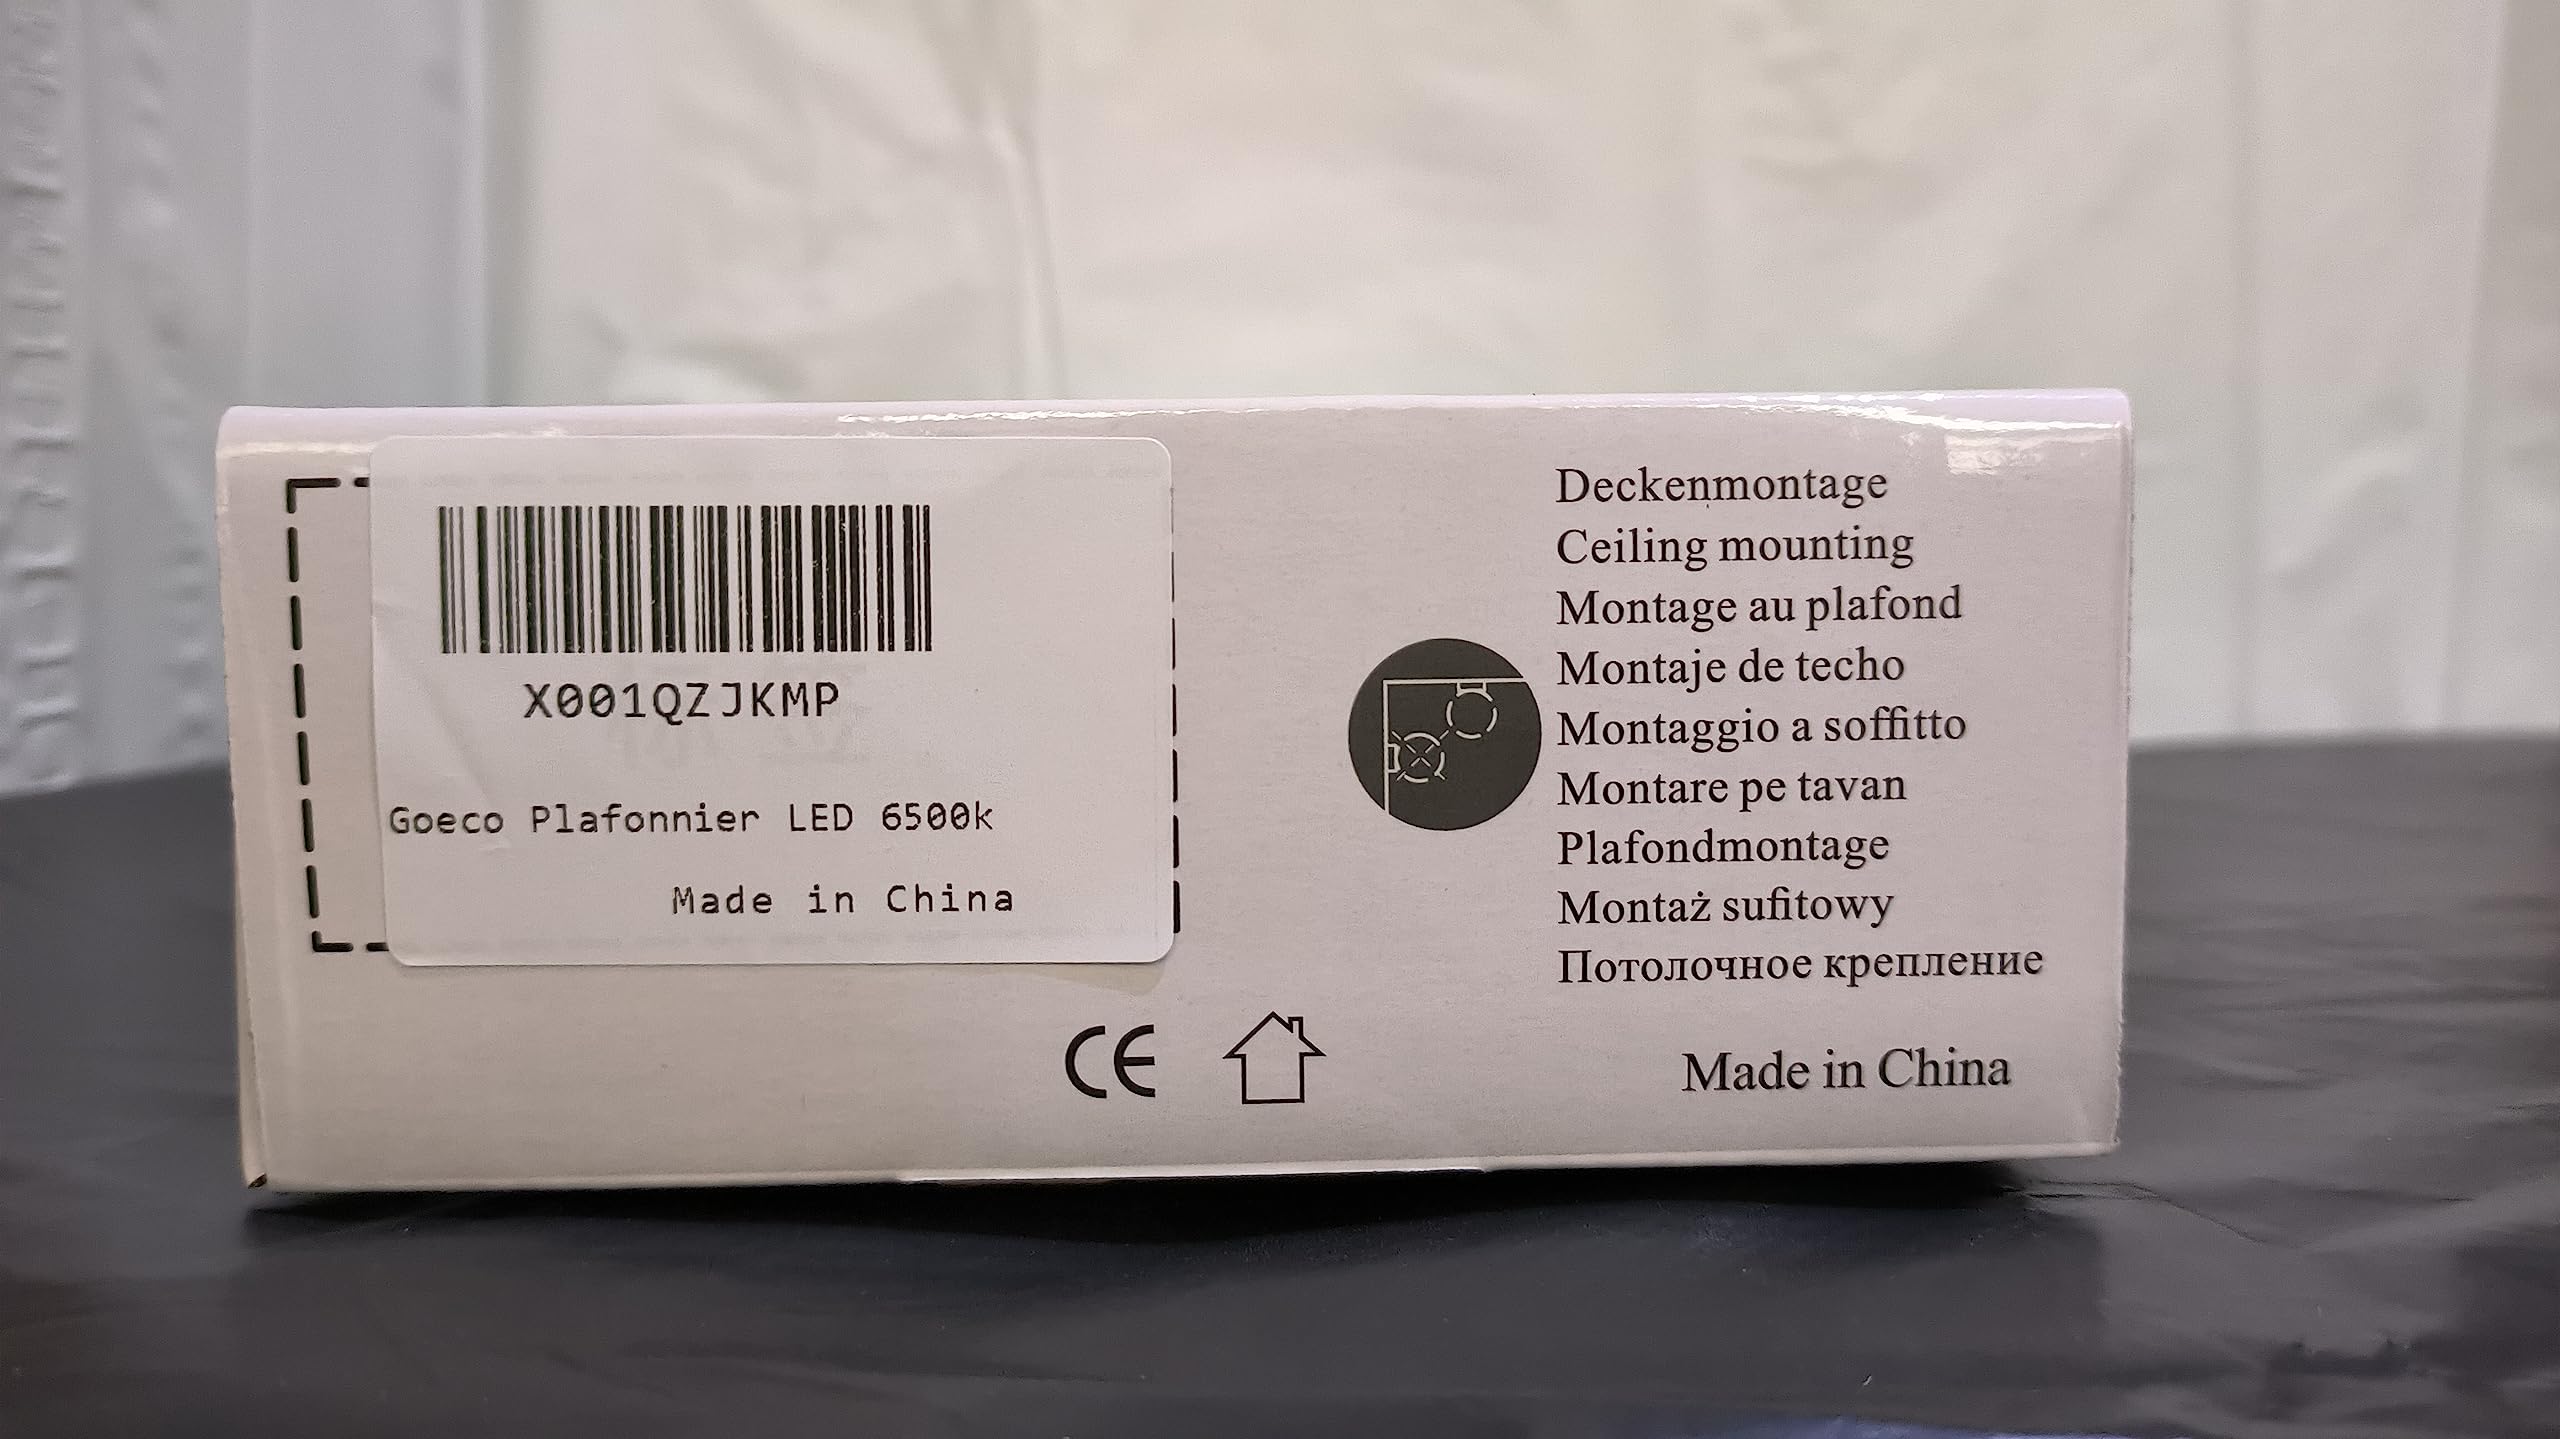 X001QZJKMP
Goeco Plafonnier LED 6500k
Made in China
Deckenmontage
Ceiling mounting
Montage au plafond
Montaje de techo
Montaggio a soffitto
Montare pe tavan
Plafondmontage
Montaż sufitowy
Потолочное крепление
CE
Made in China